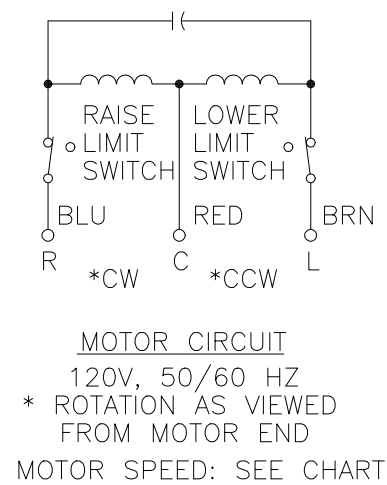 RAISE LOWER
LIMIT LIMIT
SWITCH SWITCH
BLU RED BRN
R C L
*CW *CCW
MOTOR CIRCUIT
120V, 50/60 HZ
* ROTATION AS VIEWED
FROM MOTOR END
MOTOR SPEED: SEE CHART